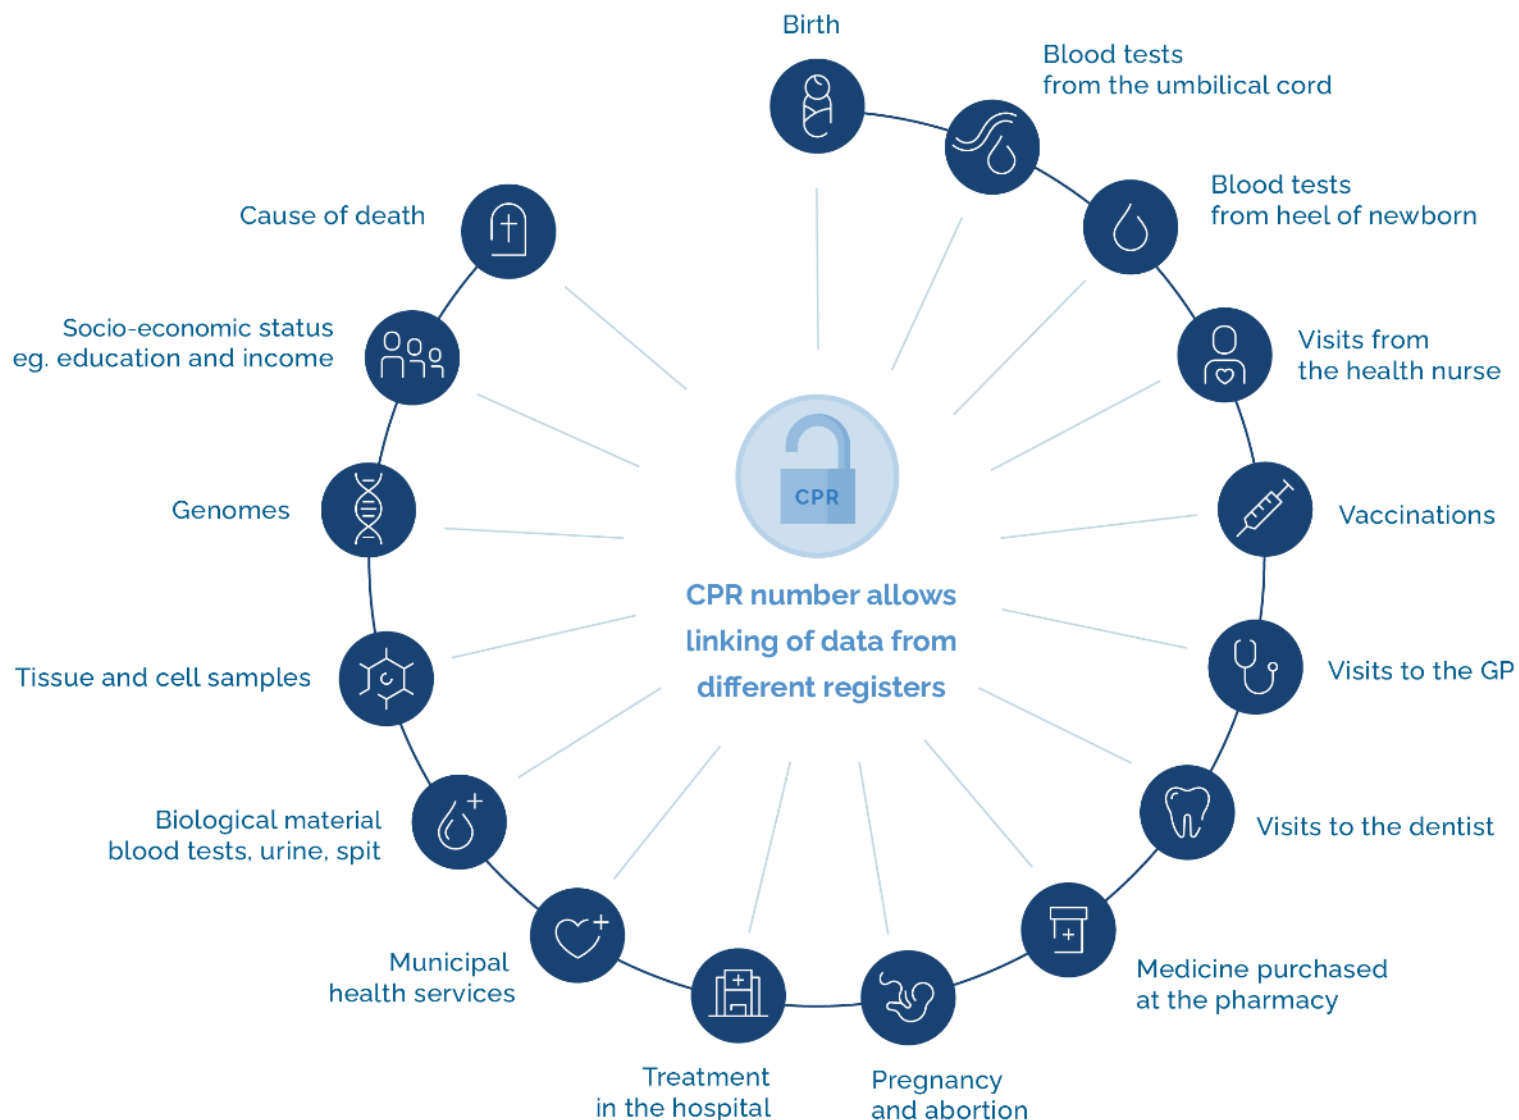 Birth
Blood tests
from the umbilical cord
Blood tests
from heel of newborn
Visits from
the health nurse
Vaccinations
Visits to the GP
Visits to the dentist
Medicine purchased
at the pharmacy
Pregnancy
and abortion
Treatment
in the hospital
Municipal
health services
Biological material
blood tests, urine, spit
Tissue and cell samples
Genomes
Socio-economic status
eg. education and income
Cause of death
CPR
CPR number allows
linking of data from
different registers